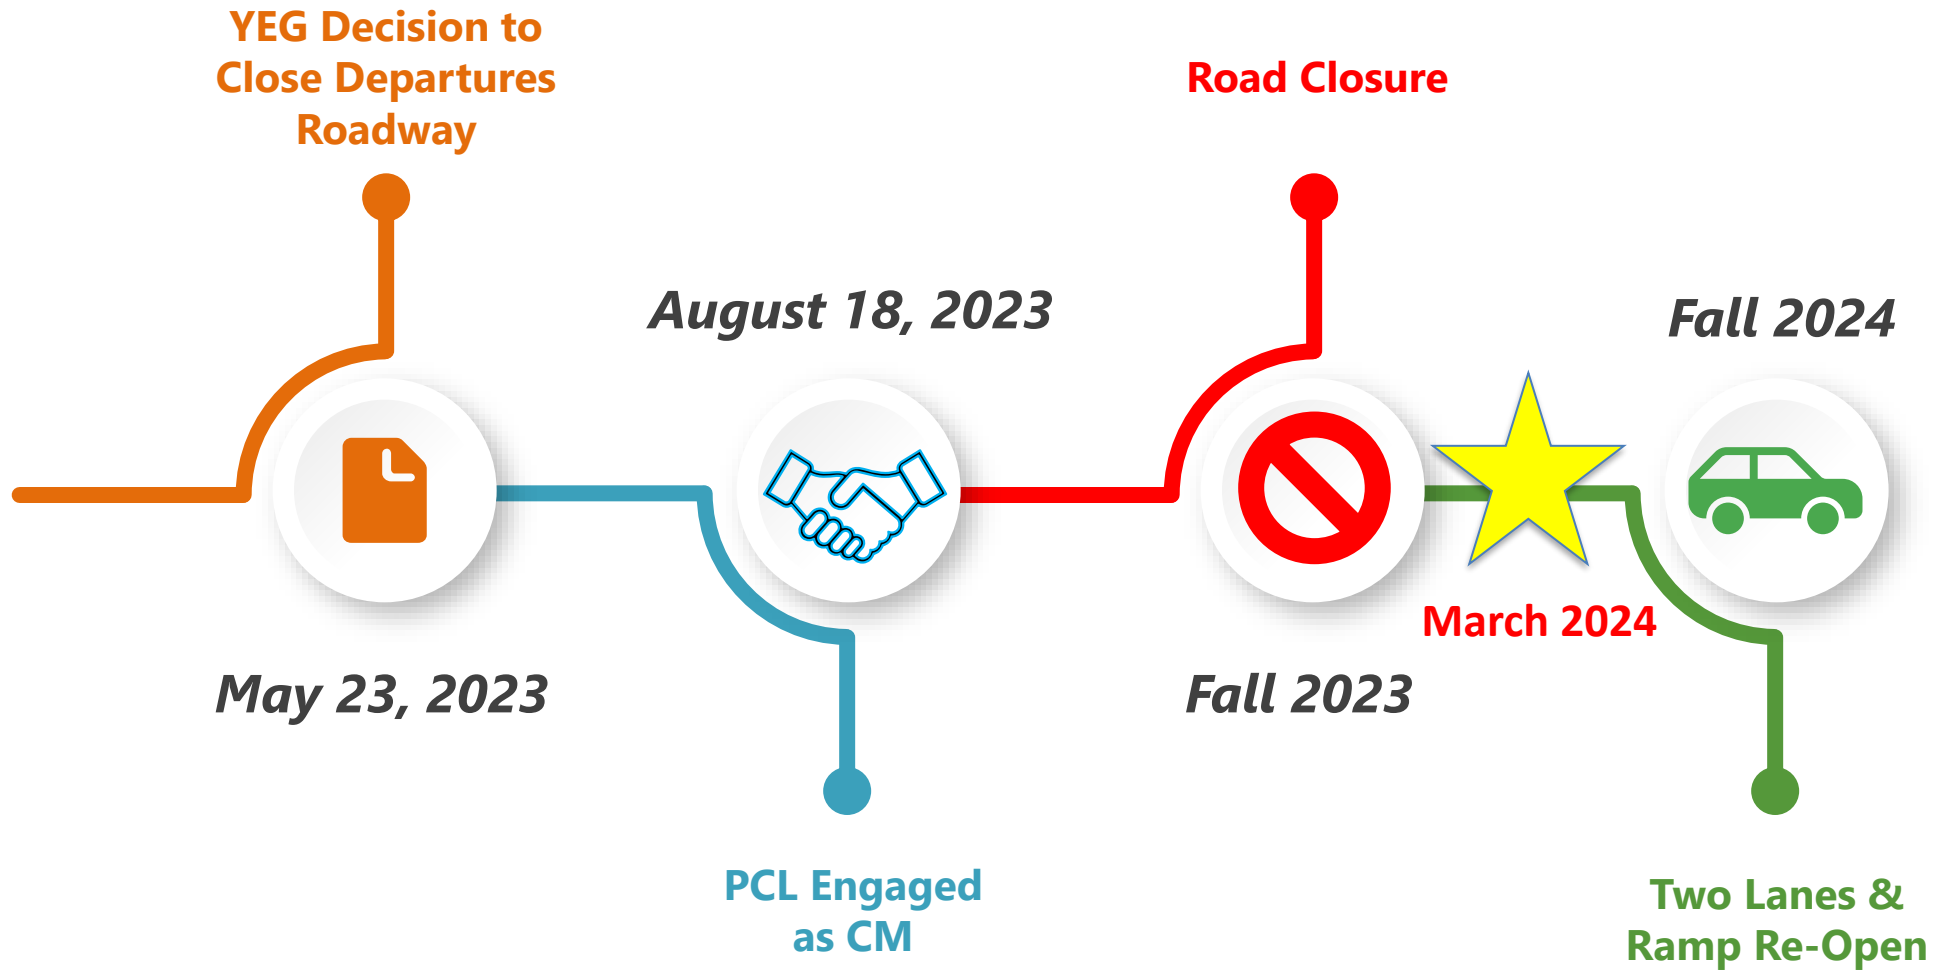 YEG Decision to
Close Departures
Roadway
May 23, 2023
August 18, 2023
PCL Engaged
as CM
Road Closure
Fall 2023
March 2024
Fall 2024
Two Lanes &
Ramp Re-Open